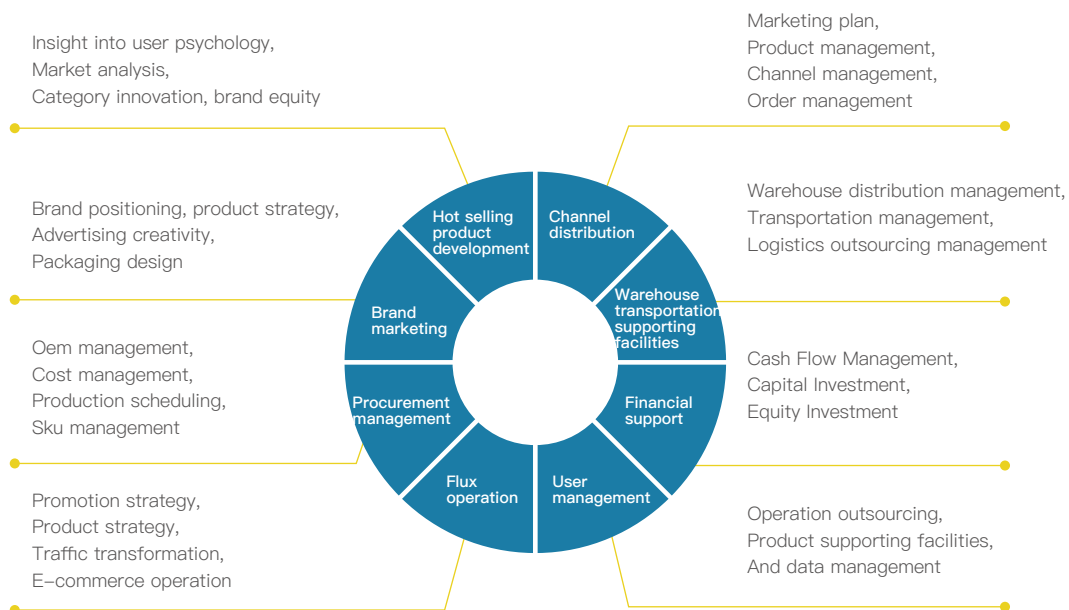 Insight into user psychology,
Market analysis,
Category innovation, brand equity
Marketing plan,
Product management,
Channel management,
Order management
Brand positioning, product strategy,
Advertising creativity,
Packaging design
Warehouse distribution management,
Transportation management,
Logistics outsourcing management
Oem management,
Cost management,
Production scheduling,
Sku management
Cash Flow Management,
Capital Investment,
Equity Investment
Promotion strategy,
Product strategy,
Traffic transformation,
E-commerce operation
Operation outsourcing,
Product supporting facilities,
And data management
Hot selling
product
development
Channel
distribution
Brand
marketing
Warehouse
transportation
supporting
facilities
Procurement
management
Financial
support
Flux
operation
User
management